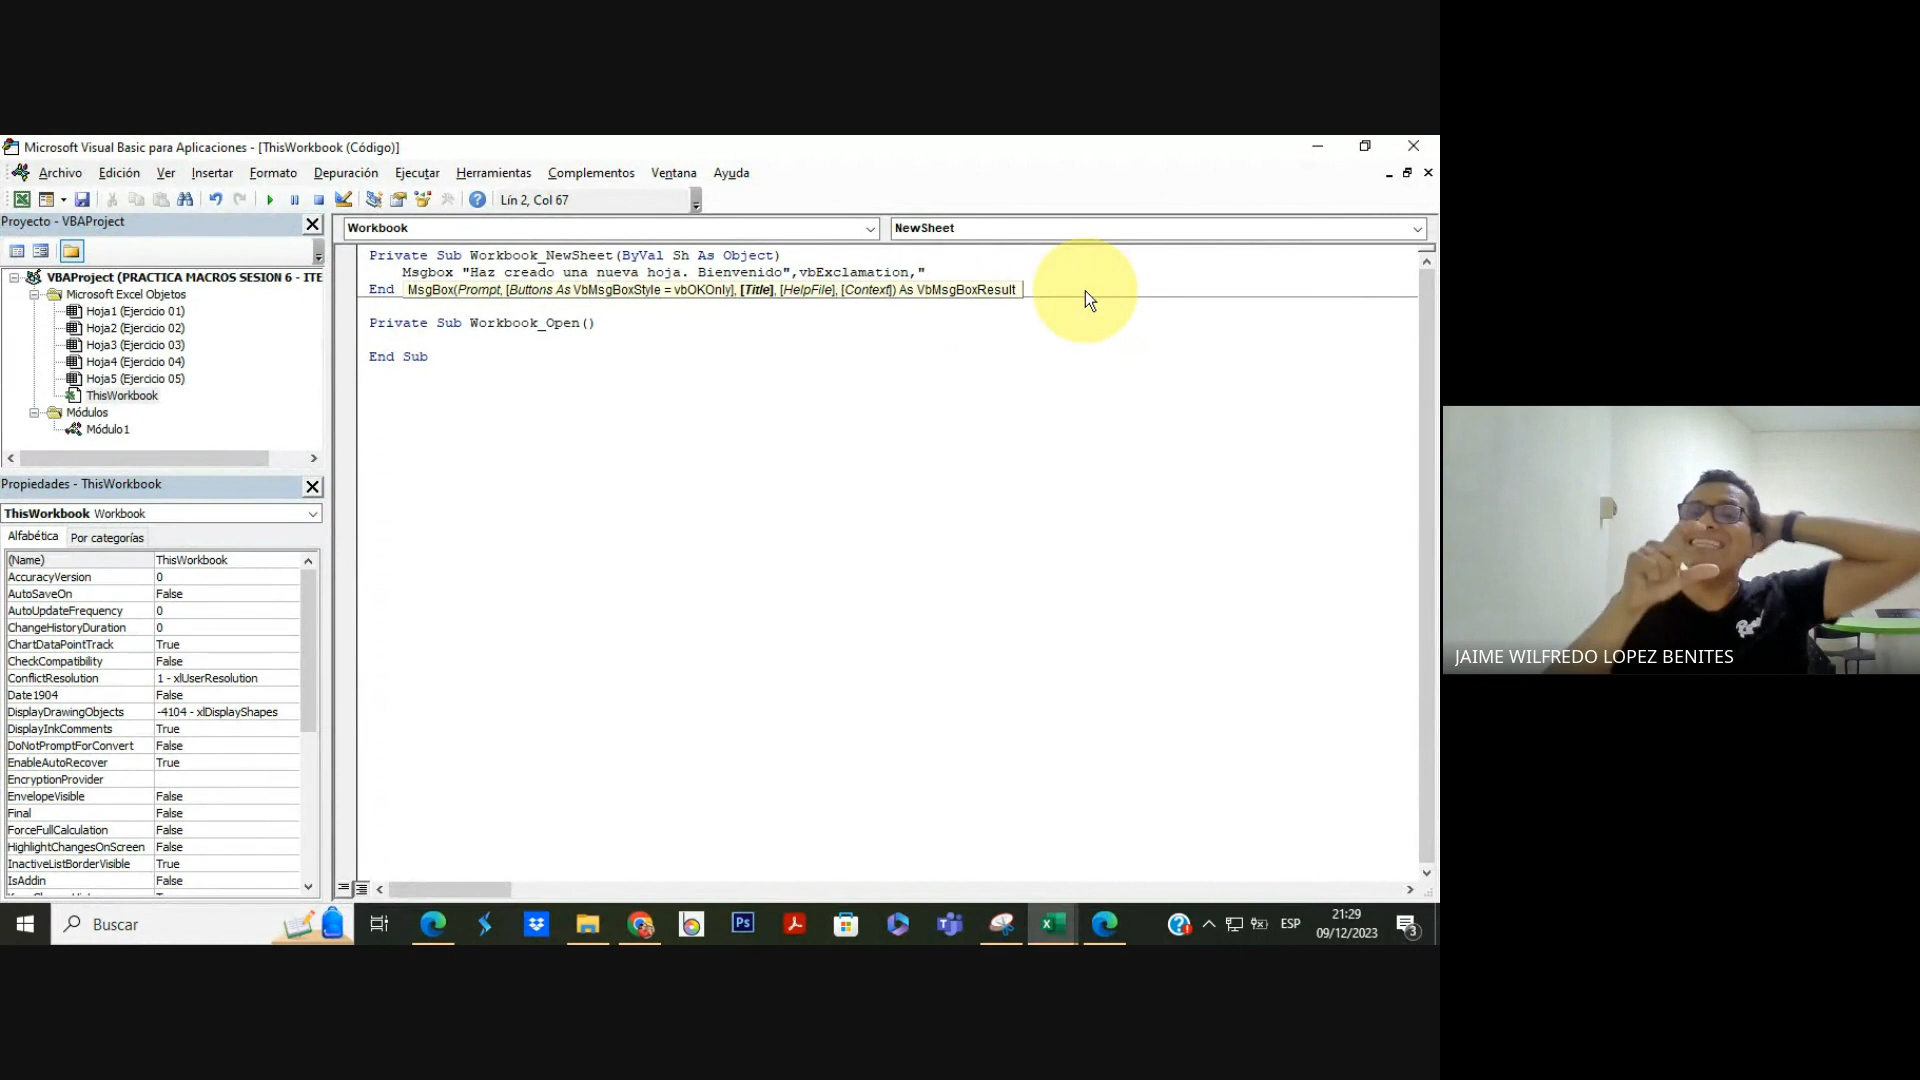 Microsoft Visual Basic para Aplicaciones - [ThisWorkbook (Código)]
Archivo Edición Ver Insertar Formato Depuración Ejecutar Herramientas Complementos Ventana Ayuda
Lín 2, Col 67
Proyecto - VBAProject
VBAProject (PRACTICA MACROS SESION 6 - ITE
Microsoft Excel Objetos
Hoja1 (Ejercicio 01)
Hoja2 (Ejercicio 02)
Hoja3 (Ejercicio 03)
Hoja4 (Ejercicio 04)
Hoja5 (Ejercicio 05)
ThisWorkbook
Módulos
Módulo1
Propiedades - ThisWorkbook
ThisWorkbook Workbook
Alfabética Por categorías
(Name) ThisWorkbook
AccuracyVersion 0
AutoSaveOn False
AutoUpdateFrequency 0
ChangeHistoryDuration 0
ChartDataPointTrack True
CheckCompatibility False
ConflictResolution 1 - xlUserResolution
Date1904 False
DisplayDrawingObjects -4104 - xlDisplayShapes
DisplayInkComments True
DoNotPromptForConvert False
EnableAutoRecover True
EncryptionProvider
EnvelopeVisible False
Final False
ForceFullCalculation False
HighlightChangesOnScreen False
InactiveListBorderVisible True
IsAddin False
Workbook NewSheet
Private Sub Workbook_NewSheet(ByVal Sh As Object)
Msgbox "Haz creado una nueva hoja. Bienvenido",vbExclamation,"
End
MsgBox(Prompt, [Buttons As VbMsgBoxStyle = vbOKOnly], [Title], [HelpFile], [Context]) As VbMsgBoxResult
Private Sub Workbook_Open()
End Sub
JAIME WILFREDO LOPEZ BENITES
Buscar
Ps
ESP
21:29
09/12/2023
3